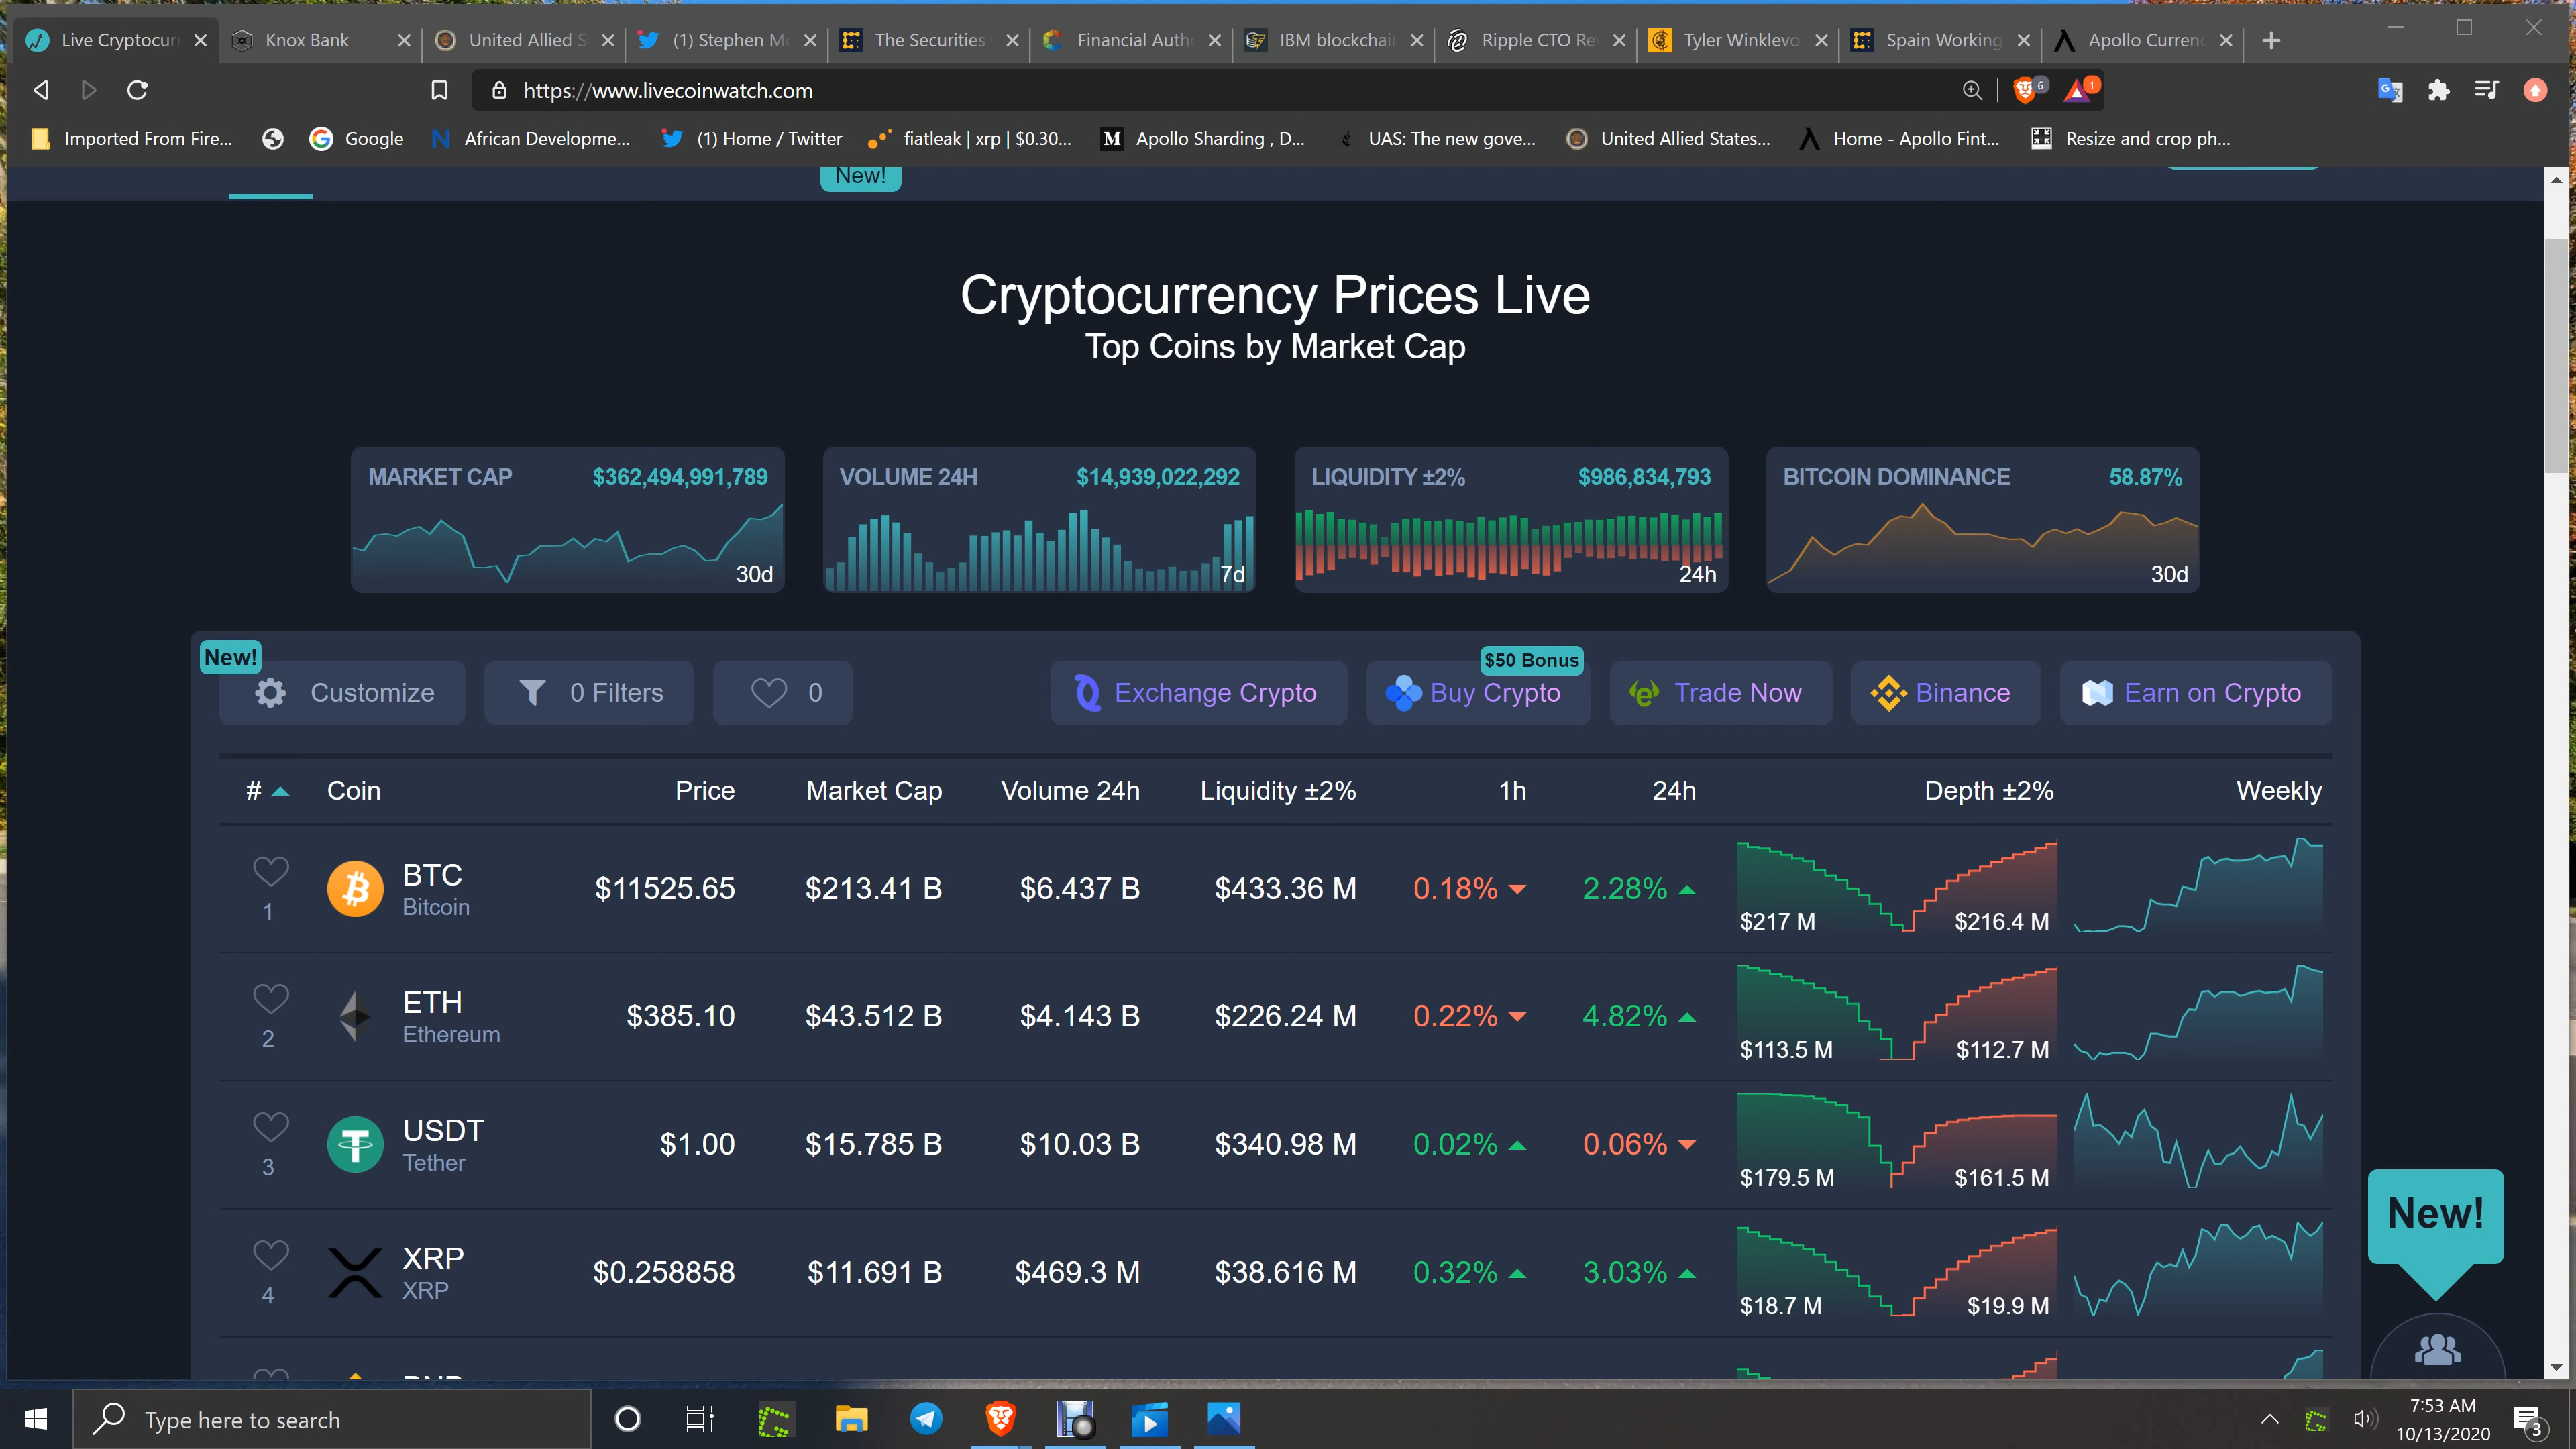 Live Cryptocur
Knox Bank
United Allied S
(1) Stephen Mc
The Securities
Financial Auth
IBM blockchai
Ripple CTO Re
Tyler Winklevo
Spain Working
Apollo Curren
https://www.livecoinwatch.com
6
1
Imported From Fire...
Google
African Developme...
(1) Home / Twitter
fiatleak | xrp | $0.30...
Apollo Sharding , D...
UAS: The new gove...
United Allied States...
Home - Apollo Fint...
Resize and crop ph...
New!
Cryptocurrency Prices Live
Top Coins by Market Cap
MARKET CAP $362,494,991,789
30d
VOLUME 24H $14,939,022,292
7d
LIQUIDITY ±2% $986,834,793
24h
BITCOIN DOMINANCE 58.87%
30d
New!
$50 Bonus
Customize 0 Filters 0 Exchange Crypto Buy Crypto Trade Now Binance Earn on Crypto
# Coin Price Market Cap Volume 24h Liquidity ±2% 1h 24h Depth ±2% Weekly
1 BTC Bitcoin $11525.65 $213.41 B $6.437 B $433.36 M 0.18% 2.28% $217 M $216.4 M
2 ETH Ethereum $385.10 $43.512 B $4.143 B $226.24 M 0.22% 4.82% $113.5 M $112.7 M
3 USDT Tether $1.00 $15.785 B $10.03 B $340.98 M 0.02% 0.06% $179.5 M $161.5 M
4 XRP XRP $0.258858 $11.691 B $469.3 M $38.616 M 0.32% 3.03% $18.7 M $19.9 M
New!
Type here to search
7:53 AM
10/13/2020
3